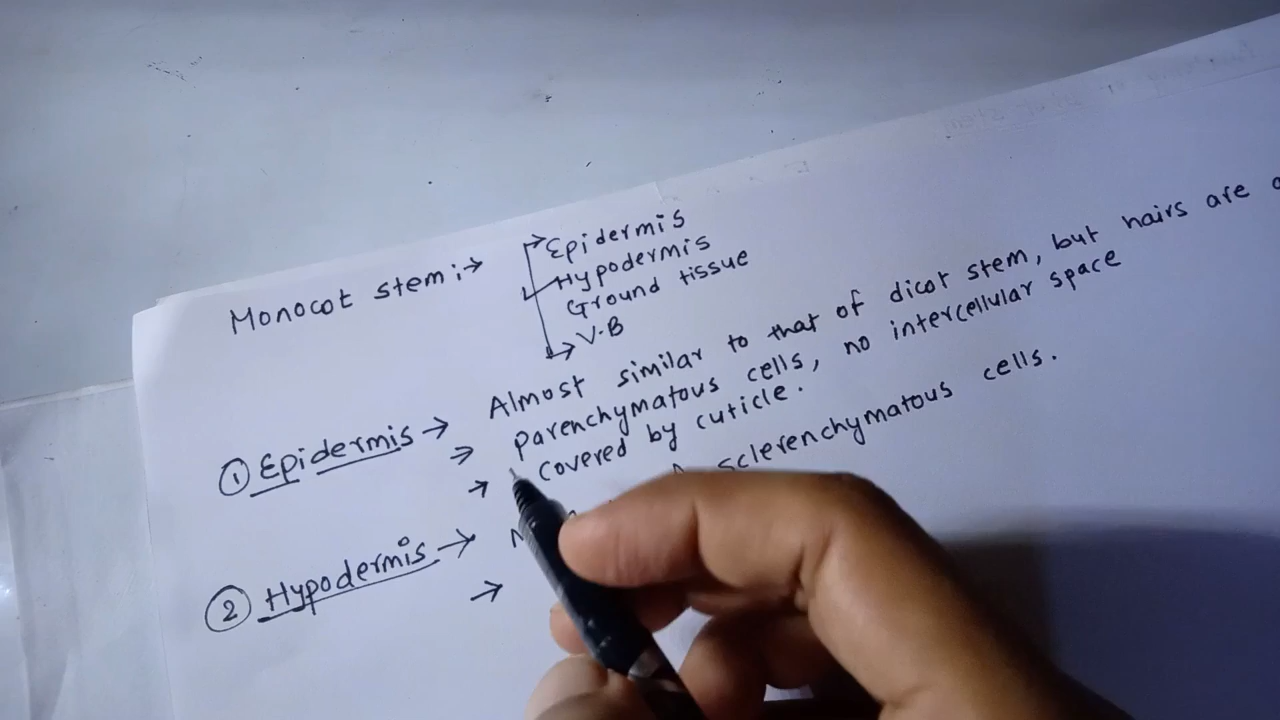 Monocot stem :→
Epidermis
Hypodermis
Ground tissue
V.B
① Epidermis → Almost similar to that of dicot stem, but hairs are
⇒ parenchymatous cells, no intercellular space
→ covered by cuticle.
② Hypodermis → sclerenchymatous cells.
→